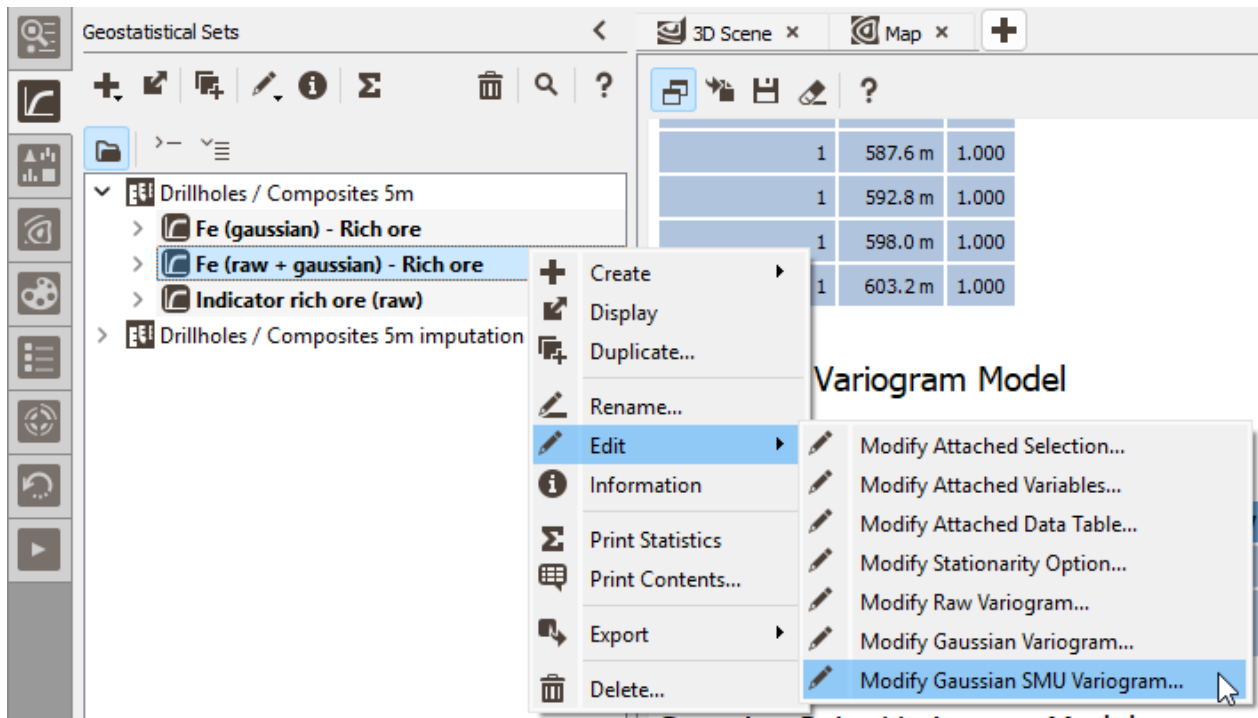 Geostatistical Sets
3D Scene
Map
Drillholes / Composites 5m
Fe (gaussian) - Rich ore
Fe (raw + gaussian) - Rich ore
Indicator rich ore (raw)
Drillholes / Composites 5m imputation
1 587.6 m 1.000
1 592.8 m 1.000
1 598.0 m 1.000
1 603.2 m 1.000
Variogram Model
Create
Display
Duplicate...
Rename...
Edit
Information
Print Statistics
Print Contents...
Export
Delete...
Modify Attached Selection...
Modify Attached Variables...
Modify Attached Data Table...
Modify Stationarity Option...
Modify Raw Variogram...
Modify Gaussian Variogram...
Modify Gaussian SMU Variogram...